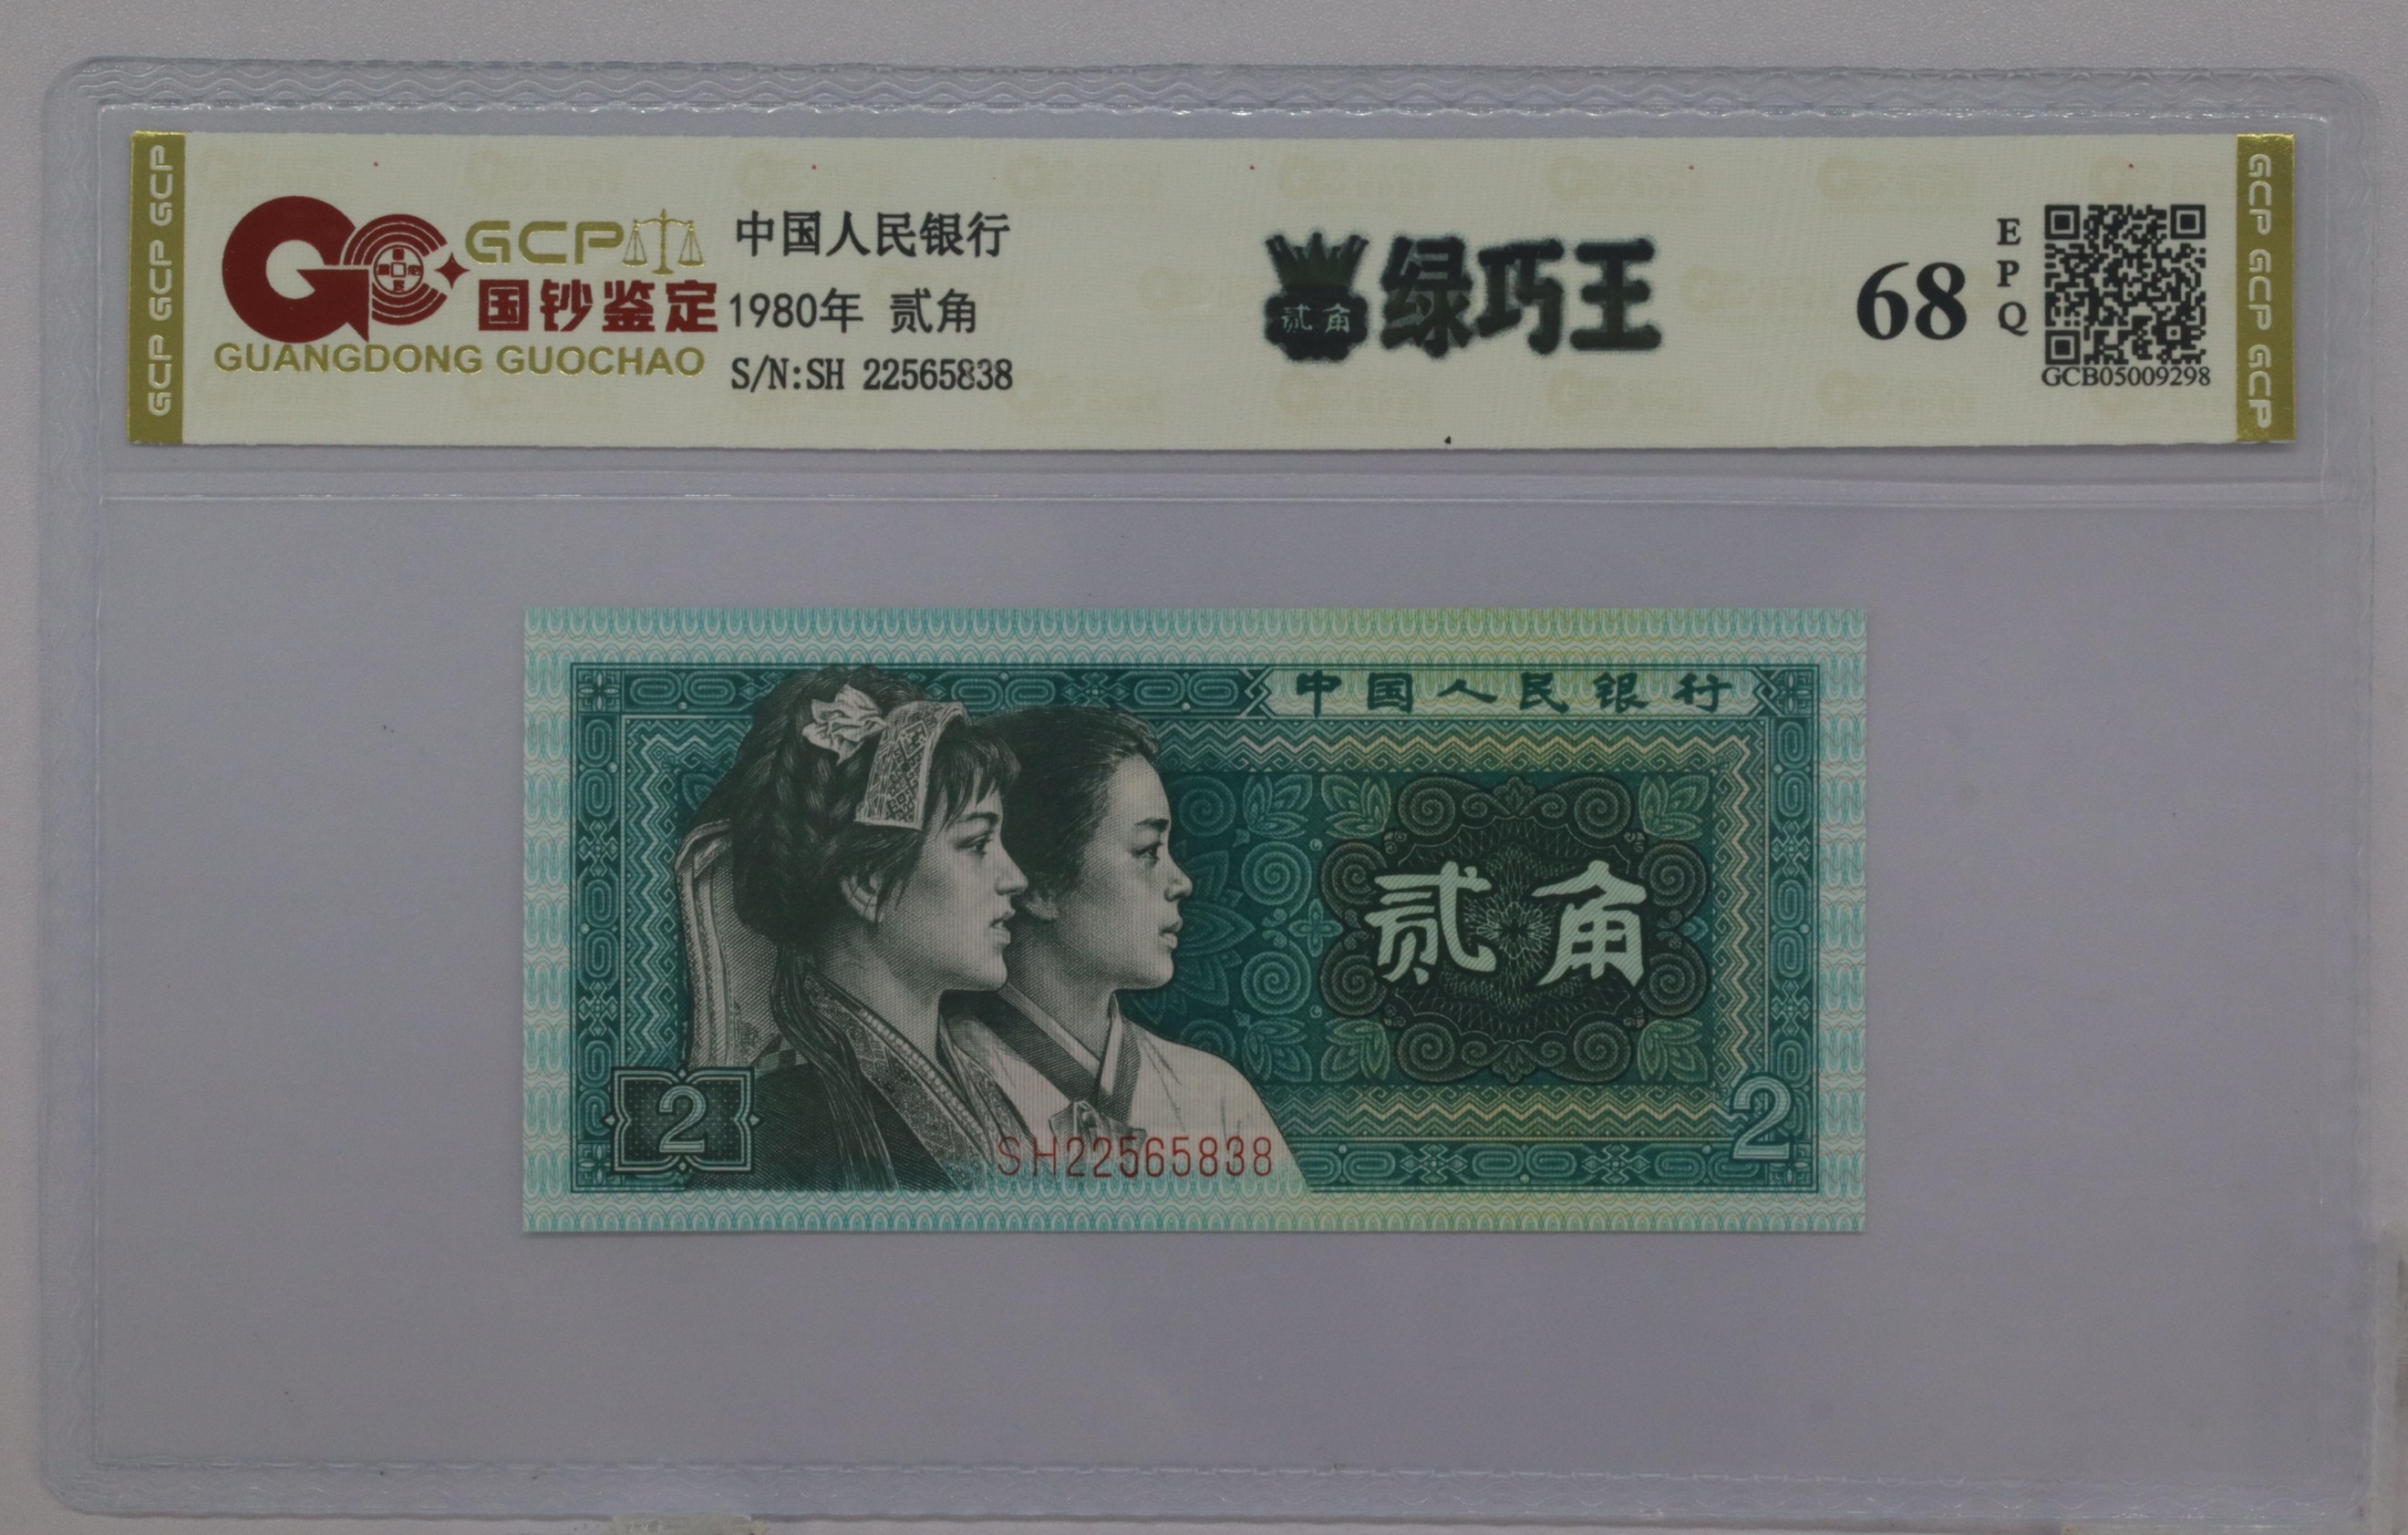 GCP GCP GCP
GCP
国钞鉴定
GUANGDONG GUOCHAO
中国人民银行
1980年 贰角
S/N:SH 22565838
贰角
绿巧王
68
EPQ
GCB05009298
GCP GCP GCP
中国人民银行
贰角
2
SH22565838
2